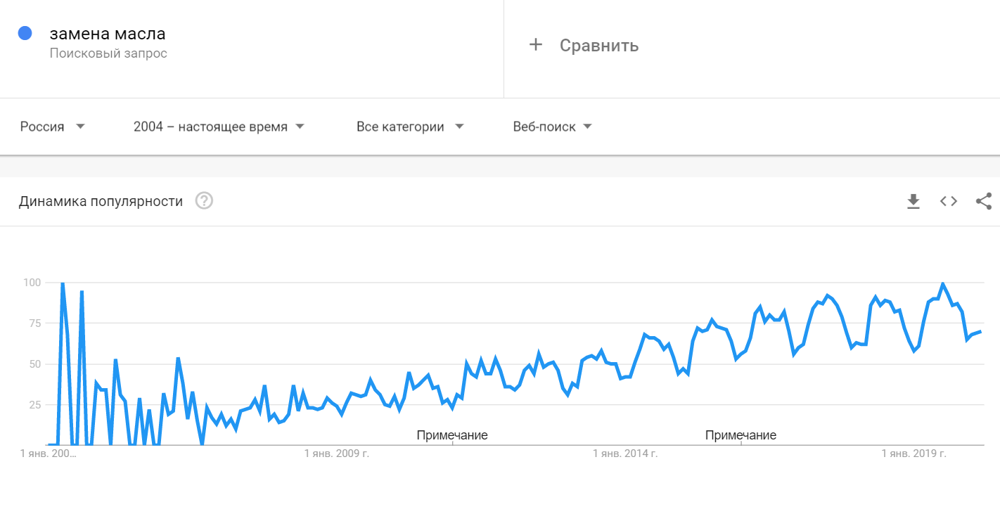 замена масла
Поисковый запрос
+ Сравнить
Россия
2004 – настоящее время
Все категории
Веб-поиск
Динамика популярности
?
100
75
50
25
Примечание
Примечание
1 янв. 200...
1 янв. 2009 г.
1 янв. 2014 г.
1 янв. 2019 г.